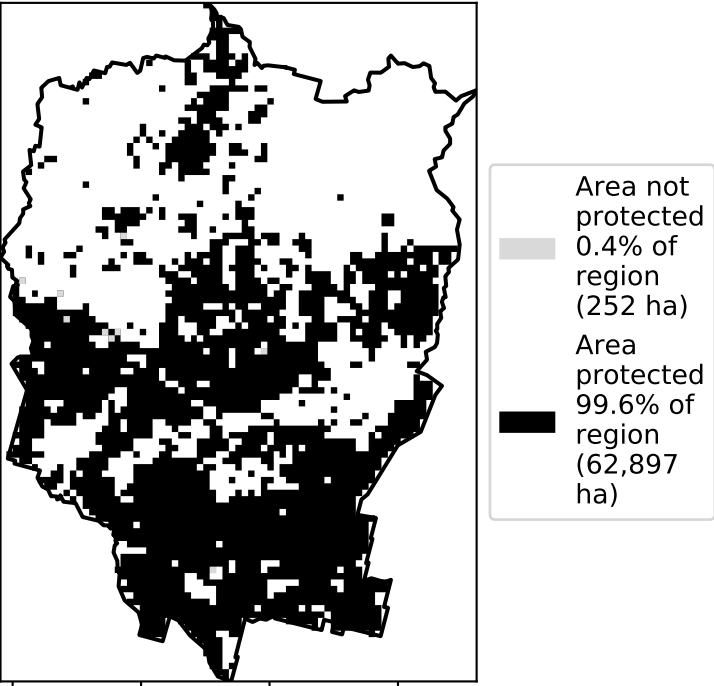 Area not
protected
0.4% of
region
(252 ha)
Area
protected
99.6% of
region
(62,897
ha)